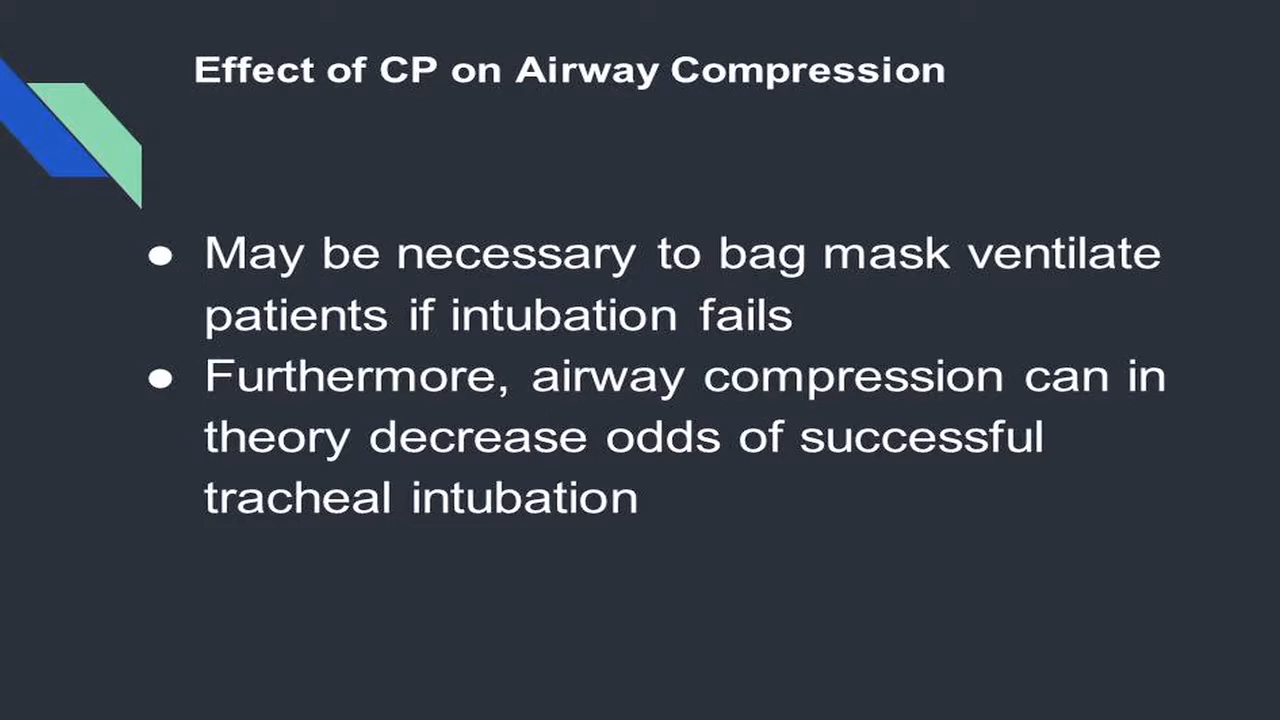 Effect of CP on Airway Compression
● May be necessary to bag mask ventilate
patients if intubation fails
● Furthermore, airway compression can in
theory decrease odds of successful
tracheal intubation